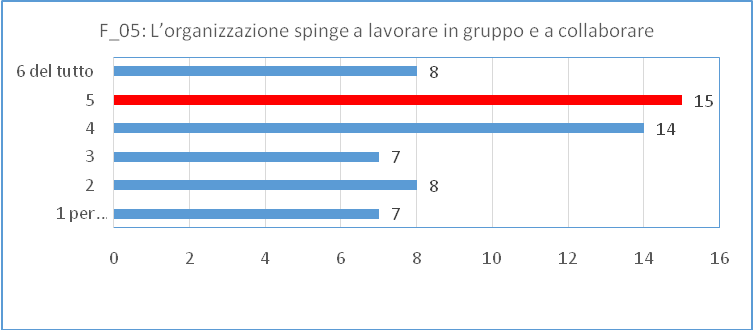 F_05: L’organizzazione spinge a lavorare in gruppo e a collaborare
6 del tutto 8
5 15
4 14
3 7
2 8
1 per... 7
0 2 4 6 8 10 12 14 16